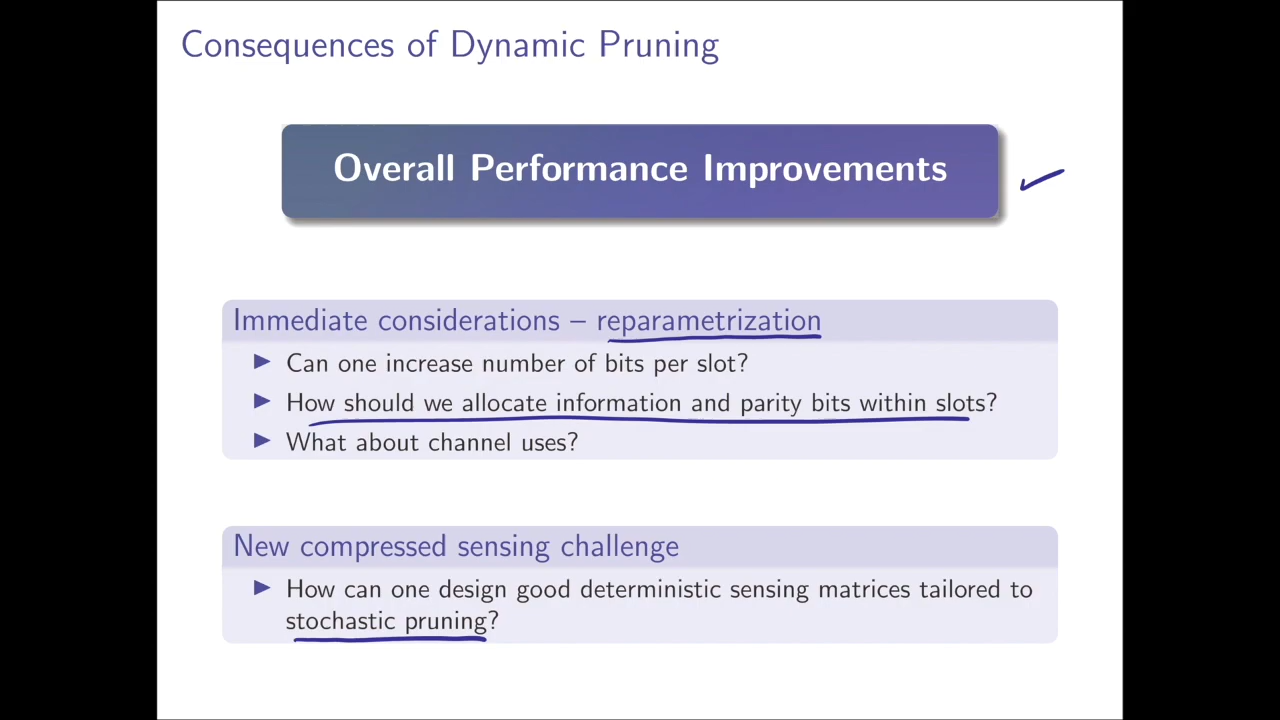 Consequences of Dynamic Pruning
Overall Performance Improvements
Immediate considerations – reparametrization
▶ Can one increase number of bits per slot?
▶ How should we allocate information and parity bits within slots?
▶ What about channel uses?
New compressed sensing challenge
▶ How can one design good deterministic sensing matrices tailored to
stochastic pruning?